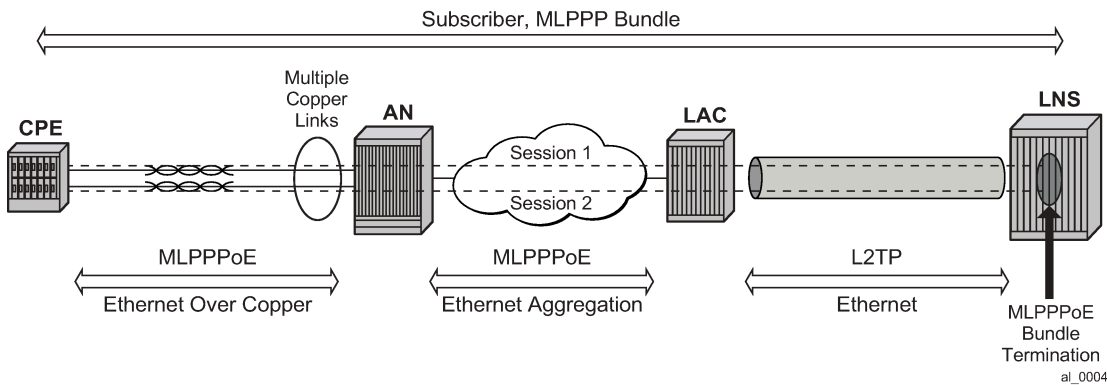 Subscriber, MLPPP Bundle
Multiple
Copper
Links
CPE
AN
LAC
LNS
Session 1
Session 2
MLPPPoE
Ethernet Over Copper
MLPPPoE
Ethernet Aggregation
L2TP
Ethernet
MLPPPoE
Bundle
Termination
al_0004